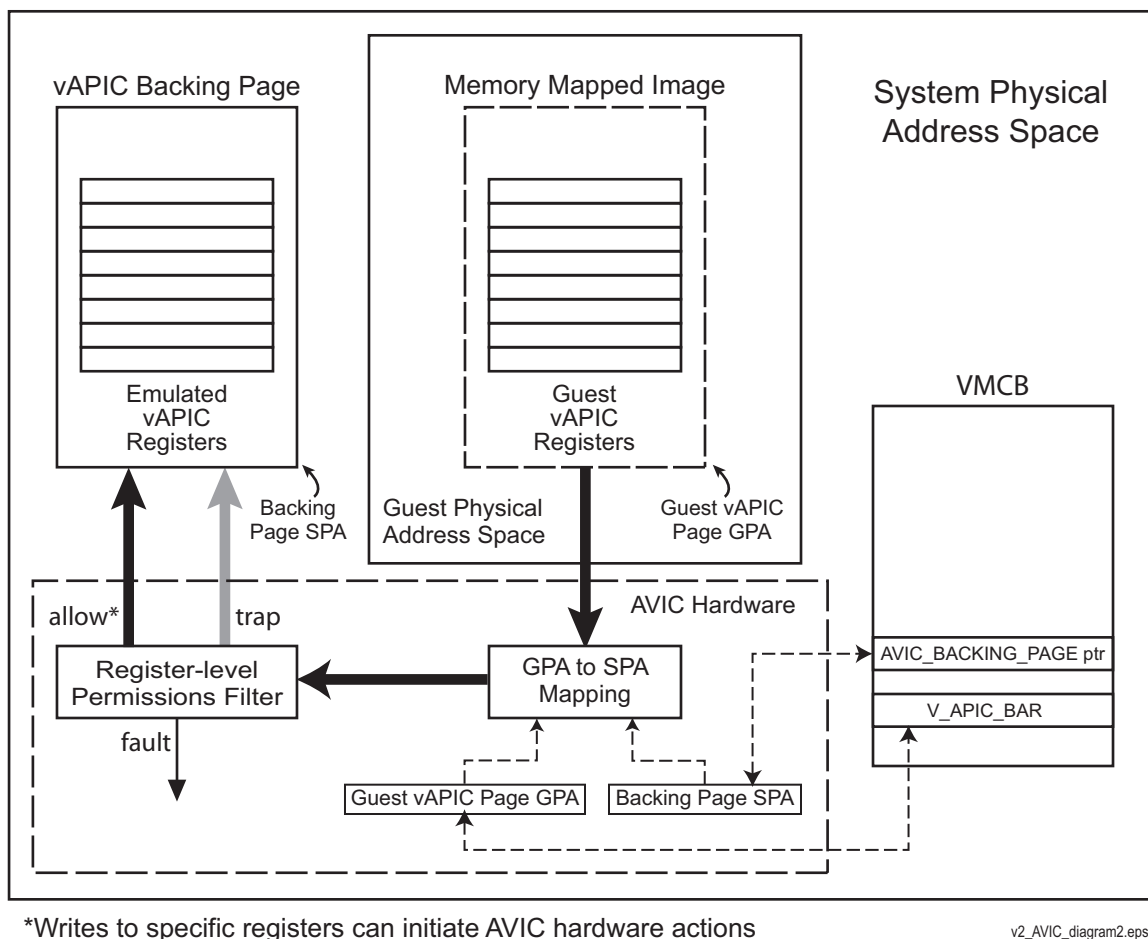 vAPIC Backing Page
Memory Mapped Image
System Physical
Address Space
Emulated
vAPIC
Registers
Guest
vAPIC
Registers
VMCB
Backing
Page SPA
Guest Physical
Address Space
Guest vAPIC
Page GPA
allow*
trap
AVIC Hardware
Register-level
Permissions Filter
GPA to SPA
Mapping
AVIC_BACKING_PAGE ptr
V_APIC_BAR
fault
Guest vAPIC Page GPA
Backing Page SPA
*Writes to specific registers can initiate AVIC hardware actions
v2_AVIC_diagram2.eps